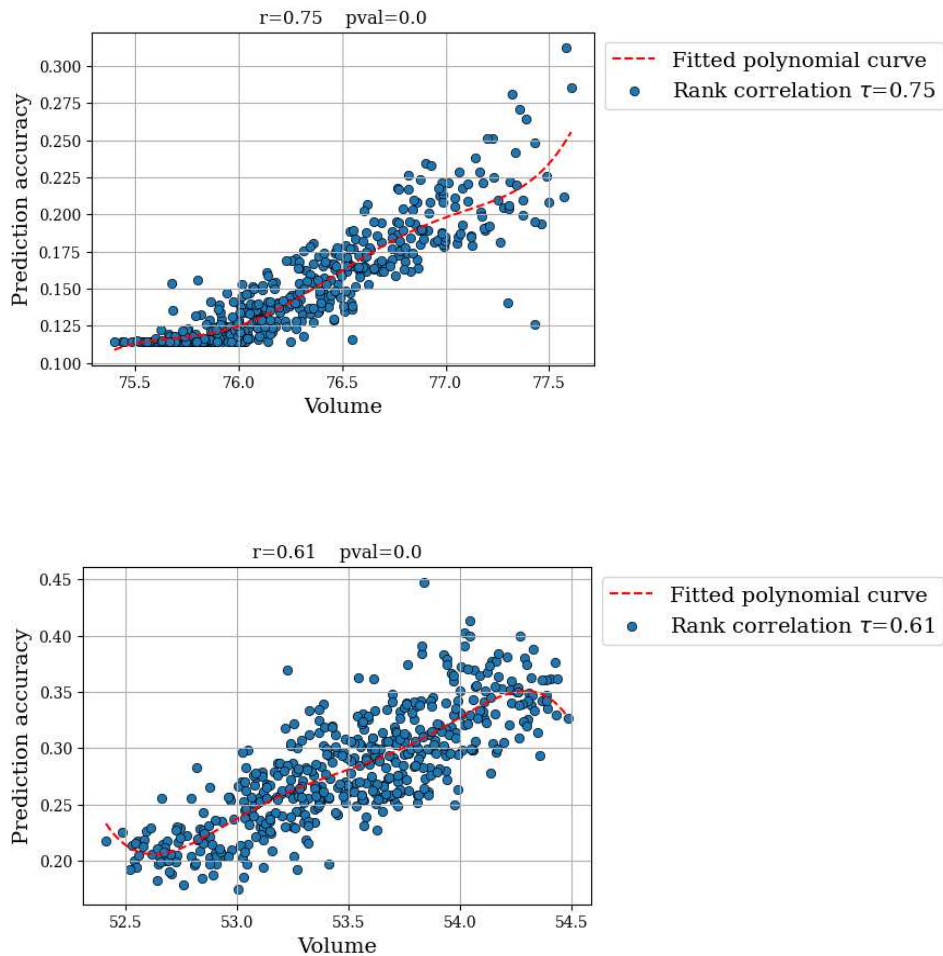 r=0.75 pval=0.0
Fitted polynomial curve
Rank correlation τ=0.75
Prediction accuracy
0.300
0.275
0.250
0.225
0.200
0.175
0.150
0.125
0.100
75.5 76.0 76.5 77.0 77.5
Volume
r=0.61 pval=0.0
Fitted polynomial curve
Rank correlation τ=0.61
Prediction accuracy
0.45
0.40
0.35
0.30
0.25
0.20
52.5 53.0 53.5 54.0 54.5
Volume